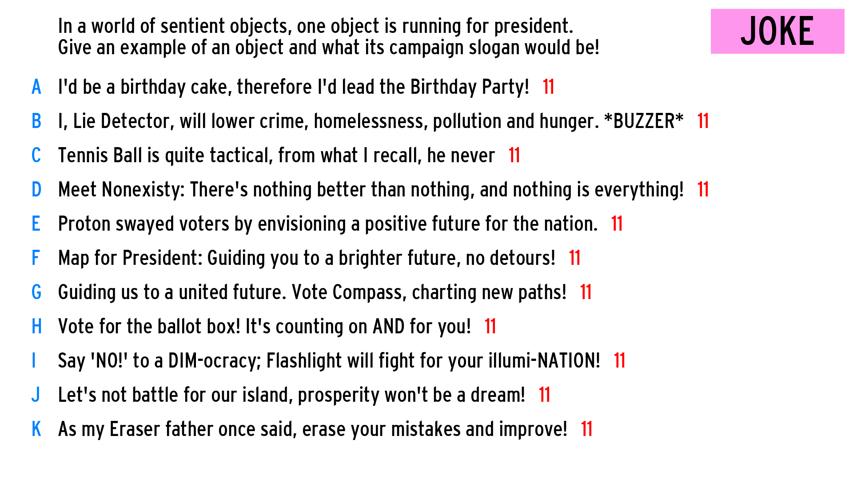 In a world of sentient objects, one object is running for president.
Give an example of an object and what its campaign slogan would be!
JOKE
A I'd be a birthday cake, therefore I'd lead the Birthday Party! 11
B I, Lie Detector, will lower crime, homelessness, pollution and hunger. *BUZZER* 11
C Tennis Ball is quite tactical, from what I recall, he never 11
D Meet Nonexisty: There's nothing better than nothing, and nothing is everything! 11
E Proton swayed voters by envisioning a positive future for the nation. 11
F Map for President: Guiding you to a brighter future, no detours! 11
G Guiding us to a united future. Vote Compass, charting new paths! 11
H Vote for the ballot box! It's counting on AND for you! 11
I Say 'NO!' to a DIM-ocracy; Flashlight will fight for your illumi-NATION! 11
J Let's not battle for our island, prosperity won't be a dream! 11
K As my Eraser father once said, erase your mistakes and improve! 11